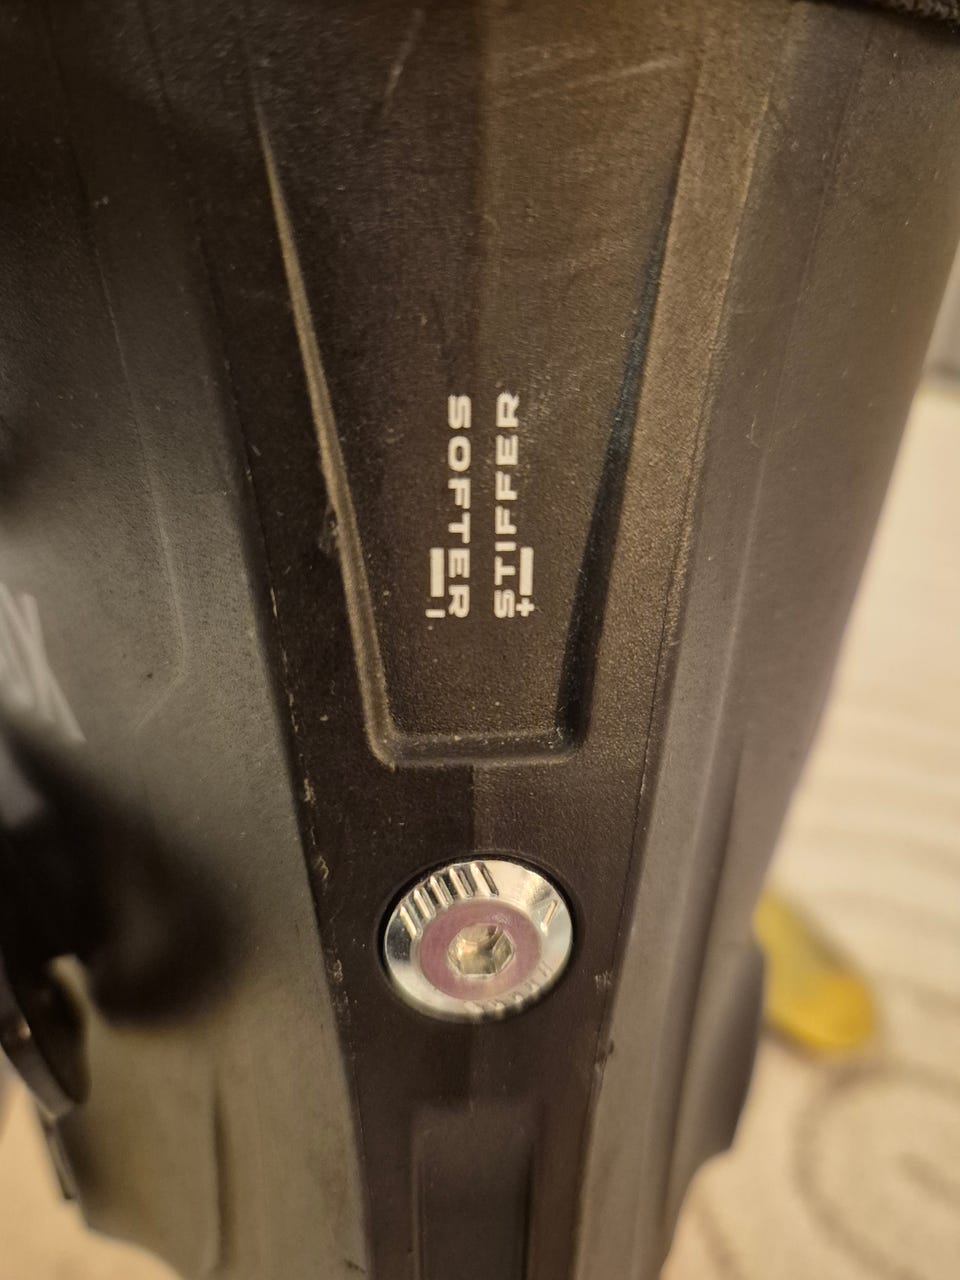 SOFTER -
STIFFER +